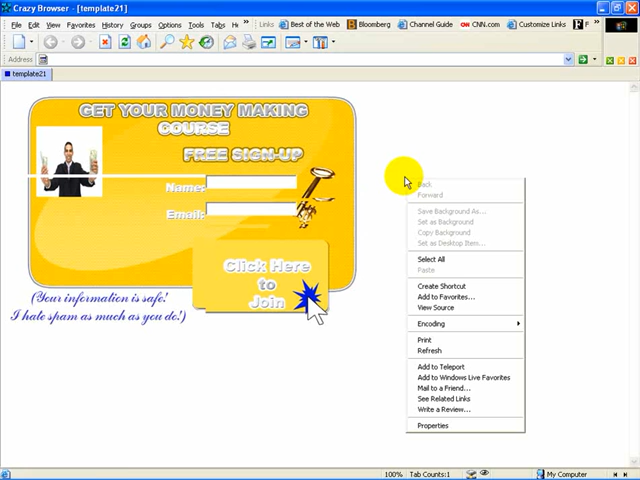 Crazy Browser - [template21]
File Edit View Favorites History Groups Options Tools Tabs Links Best of the Web Bloomberg Channel Guide CNN.com Customize Links
Address
template21
GET YOUR MONEY MAKING
COURSE
FREE SIGN-UP
Name:
Email:
Click Here
to
Join
(Your information is safe!
I hate spam as much as you do!)
Back
Forward
Save Background As...
Set as Background
Copy Background
Set as Desktop Item...
Select All
Paste
Create Shortcut
Add to Favorites...
View Source
Encoding
Print
Refresh
Add to Teleport
Add to Windows Live Favorites
Mail to a Friend...
See Related Links
Write a Review...
Properties
100% Tab Counts:1 My Computer